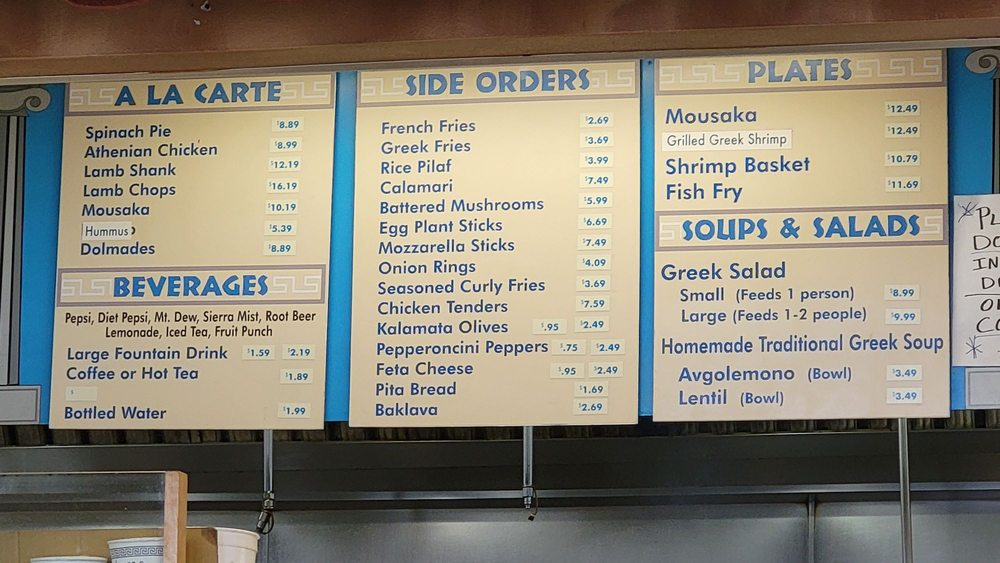 A LA CARTE
Spinach Pie $8.89
Athenian Chicken $8.99
Lamb Shank $12.19
Lamb Chops $16.19
Mousaka $10.19
Hummus $5.39
Dolmades $8.89
BEVERAGES
Pepsi, Diet Pepsi, Mt. Dew, Sierra Mist, Root Beer
Lemonade, Iced Tea, Fruit Punch
Large Fountain Drink $1.59 $2.19
Coffee or Hot Tea $1.89
$
Bottled Water $1.99
SIDE ORDERS
French Fries $2.69
Greek Fries $3.69
Rice Pilaf $3.99
Calamari $7.49
Battered Mushrooms $5.99
Egg Plant Sticks $6.69
Mozzarella Sticks $7.49
Onion Rings $4.09
Seasoned Curly Fries $3.69
Chicken Tenders $7.59
Kalamata Olives $.95 $2.49
Pepperoncini Peppers $.75 $2.49
Feta Cheese $.95 $2.49
Pita Bread $1.69
Baklava $2.69
PLATES
Mousaka $12.49
Grilled Greek Shrimp $12.49
Shrimp Basket $10.79
Fish Fry $11.69
SOUPS & SALADS
Greek Salad
Small (Feeds 1 person) $8.99
Large (Feeds 1-2 people) $9.99
Homemade Traditional Greek Soup
Avgolemono (Bowl) $3.49
Lentil (Bowl) $3.49